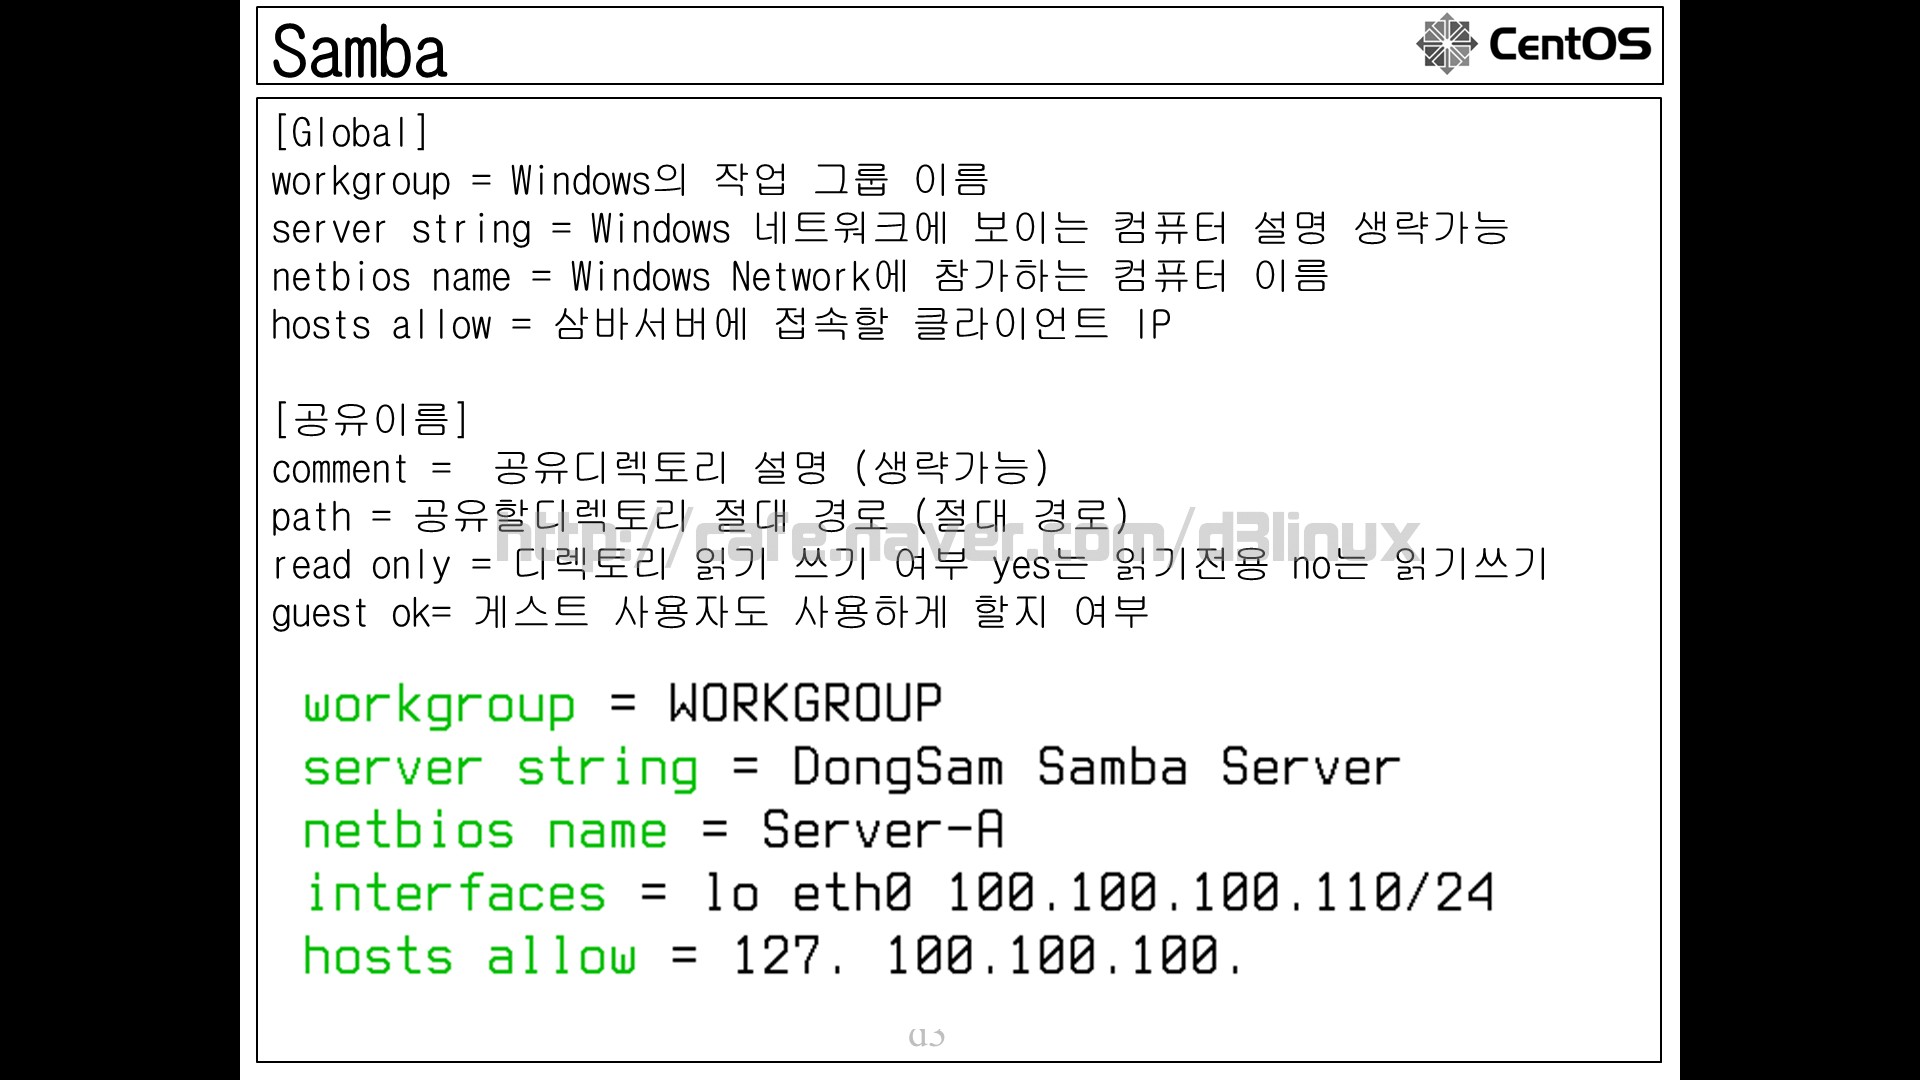 Samba
CentOS
[Global]
workgroup = Windows의 작업 그룹 이름
server string = Windows 네트워크에 보이는 컴퓨터 설명 생략가능
netbios name = Windows Network에 참가하는 컴퓨터 이름
hosts allow = 삼바서버에 접속할 클라이언트 IP
[공유이름]
comment =  공유디렉토리 설명 (생략가능)
path = 공유할디렉토리 절대 경로 (절대 경로)
http://cafe.naver.com/d3linux
read only = 디렉토리 읽기 쓰기 여부 yes는 읽기전용 no는 읽기쓰기
guest ok= 게스트 사용자도 사용하게 할지 여부
workgroup = WORKGROUP
server string = DongSam Samba Server
netbios name = Server-A
interfaces = lo eth0 100.100.100.110/24
hosts allow = 127. 100.100.100.
d3